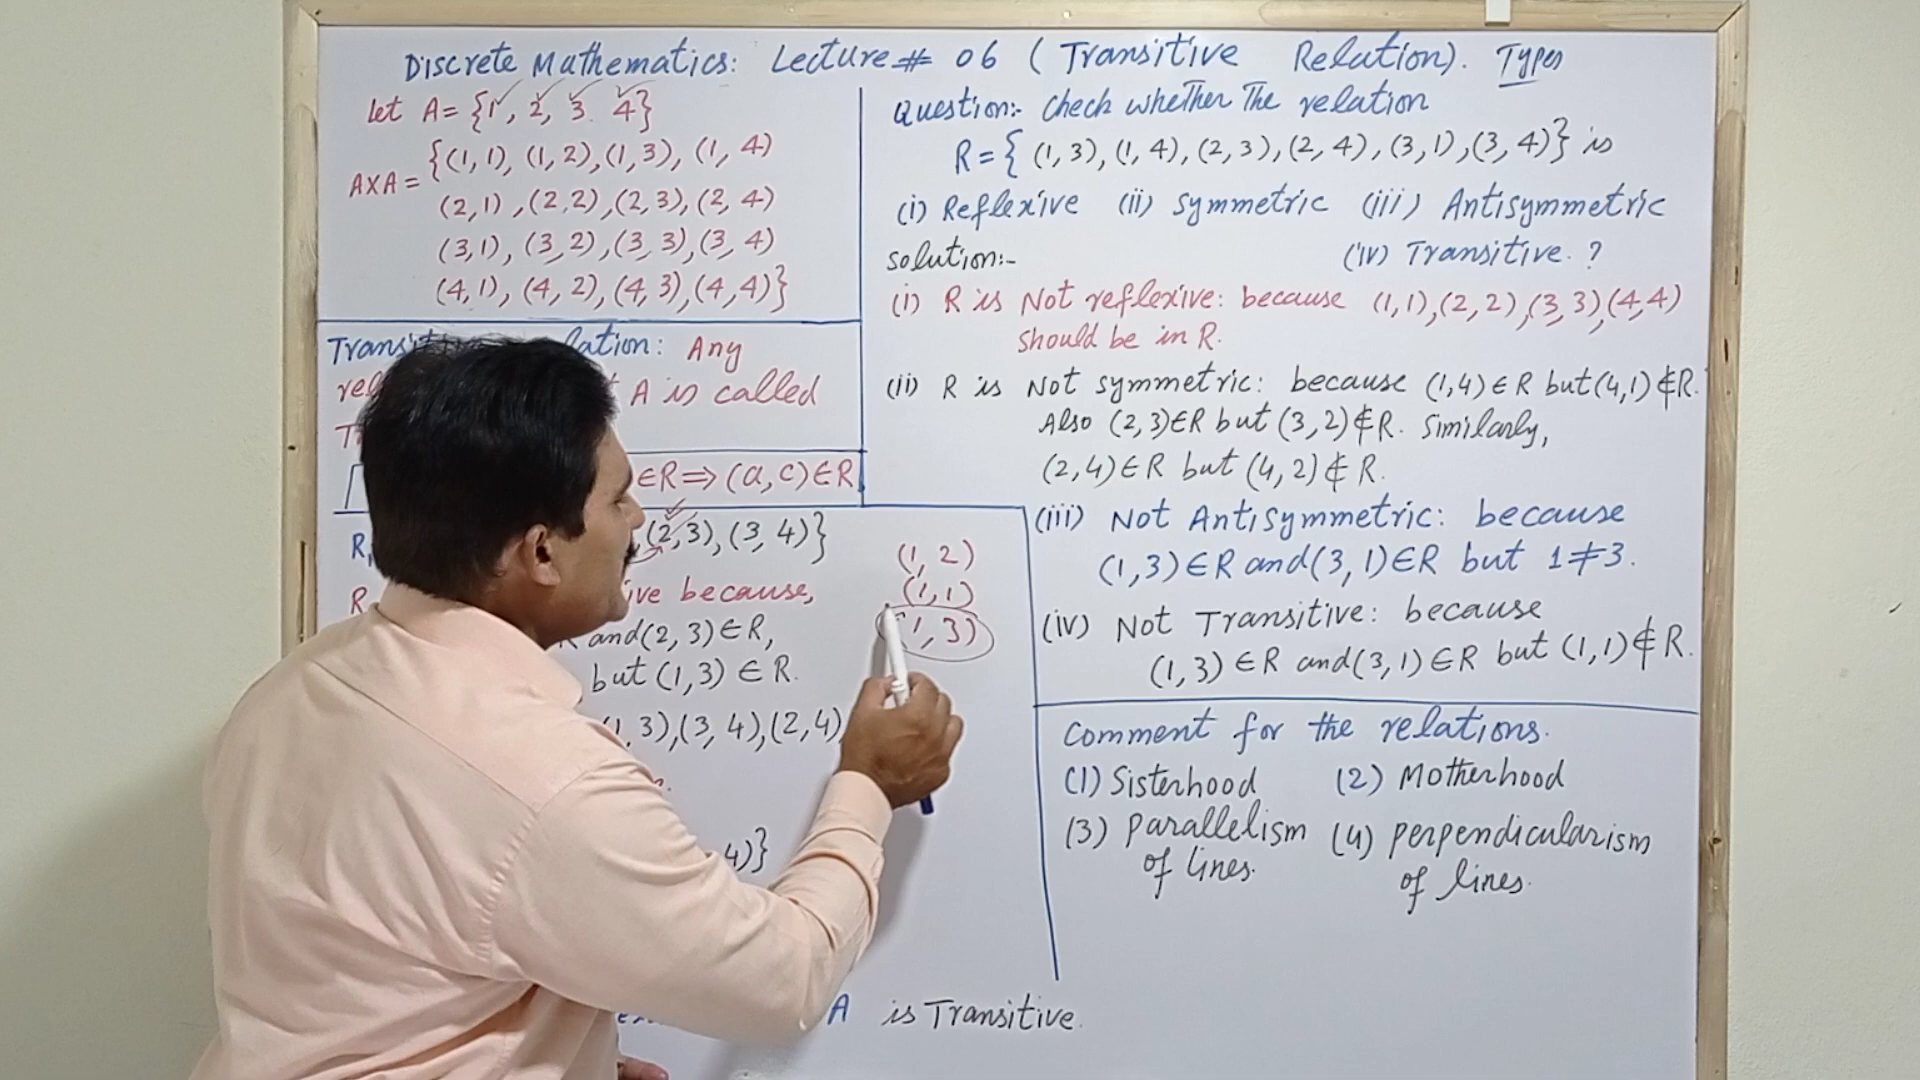 Discrete Mathematics: Lecture # 06 (Transitive Relation). Types
Let A = {1, 2, 3. 4}
A×A = {(1,1), (1,2), (1,3), (1,4)
(2,1), (2,2), (2,3), (2,4)
(3,1), (3,2), (3,3), (3,4)
(4,1), (4,2), (4,3), (4,4)}
Any
A is called
∈R ⇒ (a,c)∈R
(2,3), (3,4)}
because,
and (2,3)∈R,
but (1,3) ∈ R.
3), (3,4), (2,4)
4)}
A is Transitive.
(1,2)
(1,1)
(1,3)
Question:- Check whether The relation
R = { (1,3), (1,4), (2,3), (2,4), (3,1), (3,4)} is
(i) Reflexive (ii) symmetric (iii) Antisymmetric
(iv) Transitive. ?
solution:-
(i) R is Not reflexive: because (1,1), (2,2), (3,3), (4,4)
should be in R.
(ii) R is Not symmetric: because (1,4) ∈ R but (4,1) ∉ R.
Also (2,3)∈R but (3,2)∉R. Similarly,
(2,4)∈R but (4,2)∉R.
(iii) Not Antisymmetric: because
(1,3)∈R and (3,1)∈R but 1≠3.
(iv) Not Transitive: because
(1,3) ∈R and (3,1)∈R but (1,1)∉R.
Comment for the relations.
(1) Sisterhood (2) Motherhood
(3) parallelism of lines. (4) perpendicularism of lines.